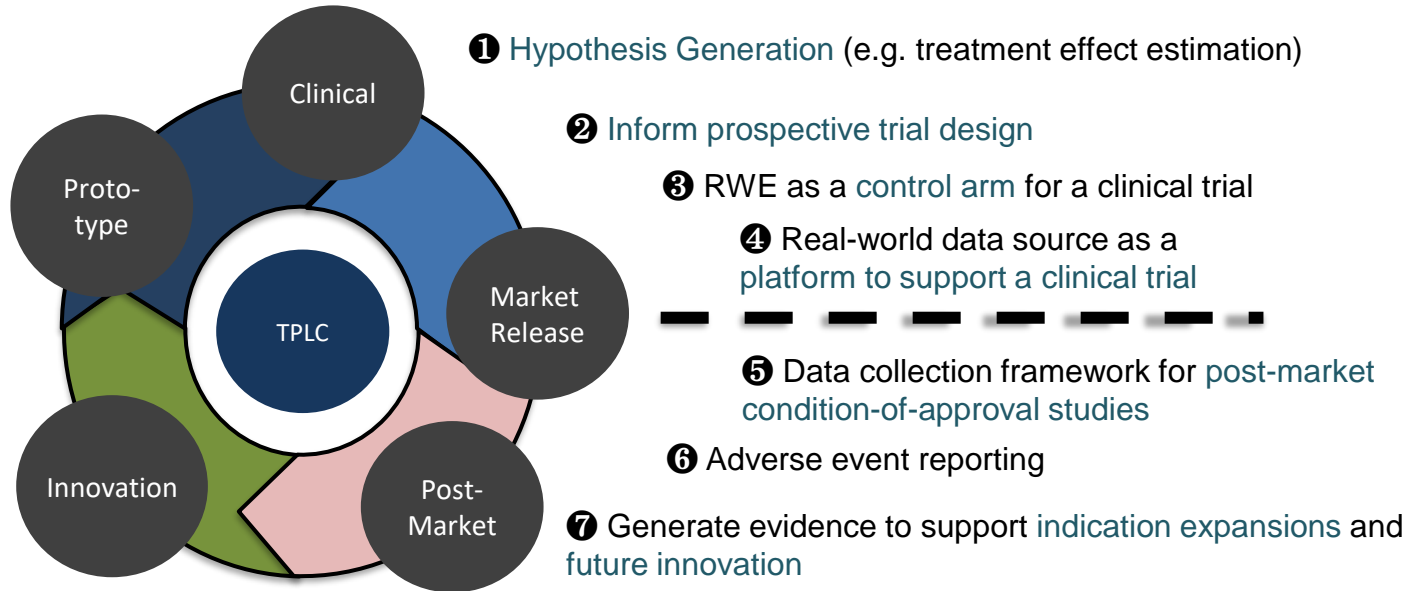 Clinical
Proto-
type
TPLC
Market
Release
Innovation
Post-
Market
❶ Hypothesis Generation (e.g. treatment effect estimation)
❷ Inform prospective trial design
❸ RWE as a control arm for a clinical trial
❹ Real-world data source as a
platform to support a clinical trial
❺ Data collection framework for post-market
condition-of-approval studies
❻ Adverse event reporting
❼ Generate evidence to support indication expansions and
future innovation